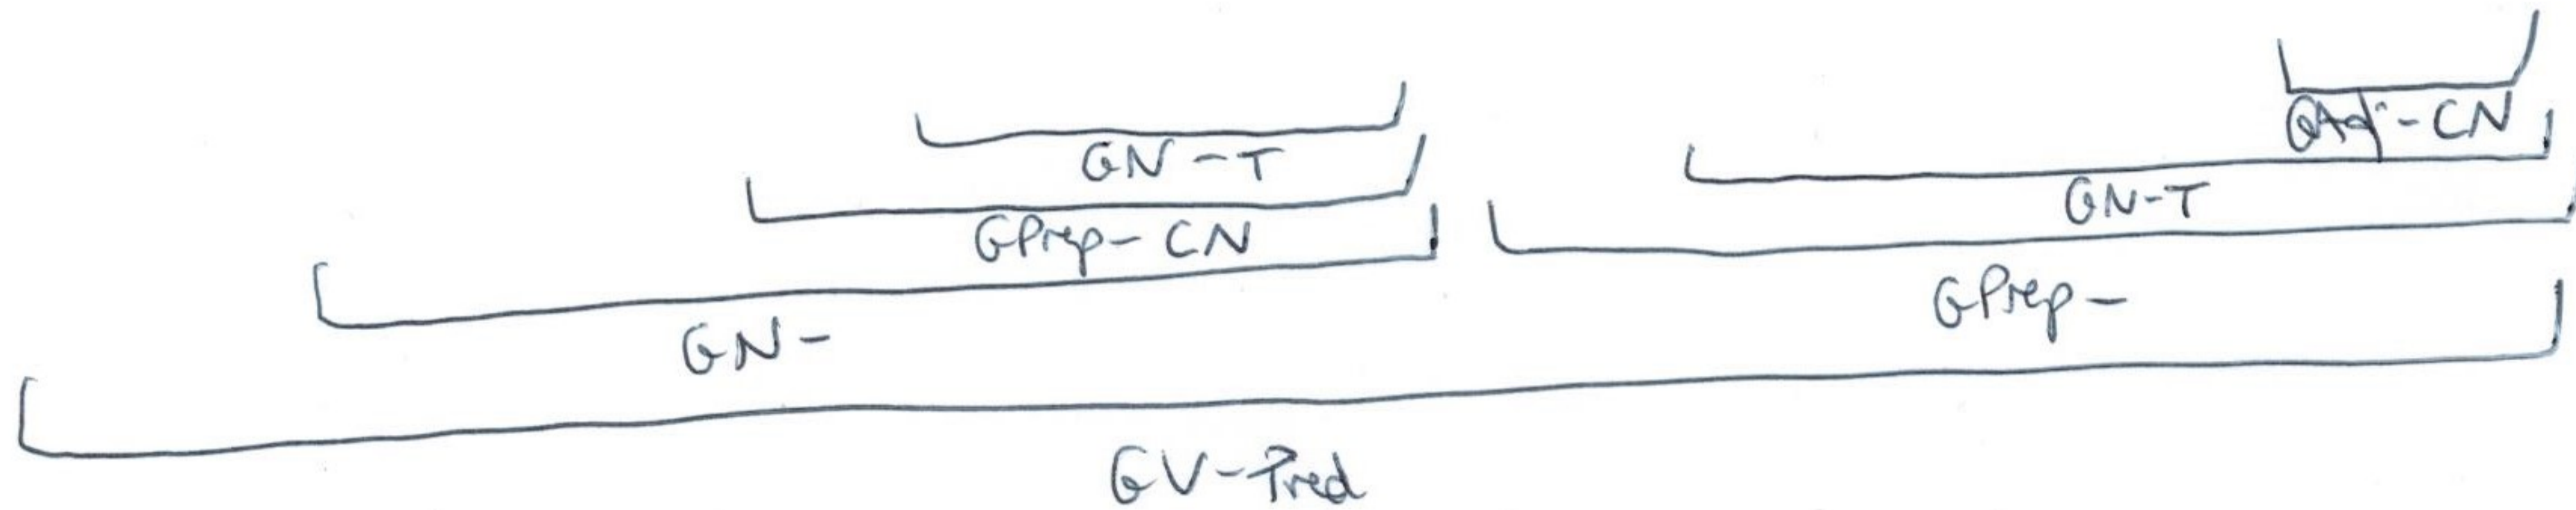 GAdj-CN
GN-T
GN-T
GPrep-CN
GPrep-
GN-
GV-Pred